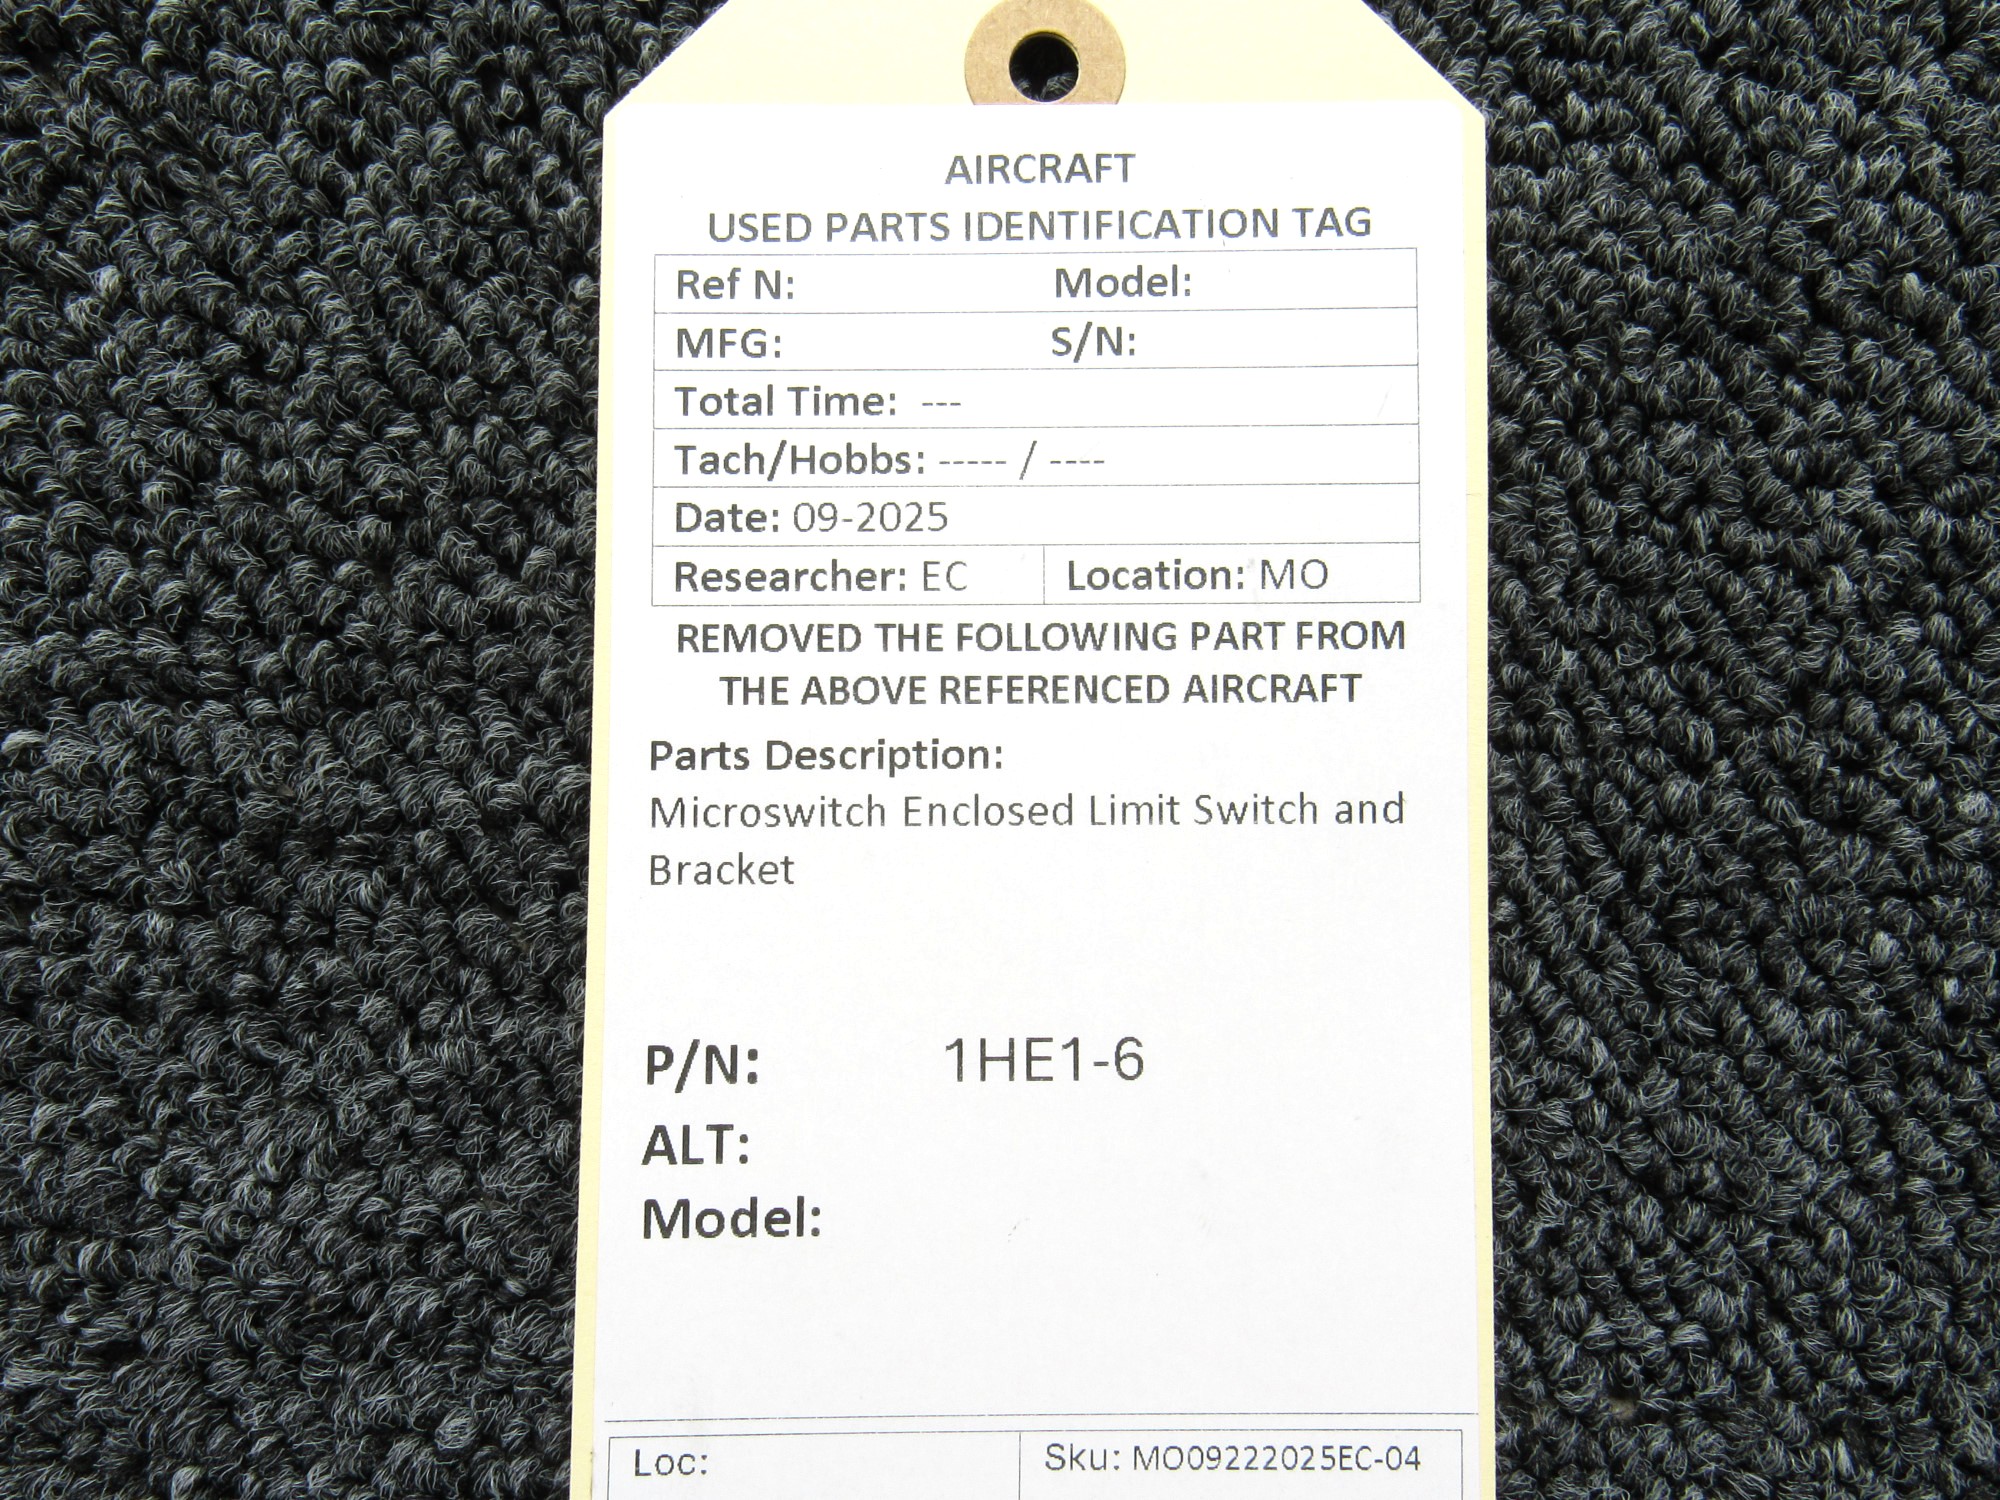 AIRCRAFT
USED PARTS IDENTIFICATION TAG
Ref N: Model:
MFG: S/N:
Total Time: ---
Tach/Hobbs: ----- / ----
Date: 09-2025
Researcher: EC Location: MO
REMOVED THE FOLLOWING PART FROM
THE ABOVE REFERENCED AIRCRAFT
Parts Description:
Microswitch Enclosed Limit Switch and
Bracket
P/N: 1HE1-6
ALT:
Model:
Loc: Sku: MO09222025EC-04